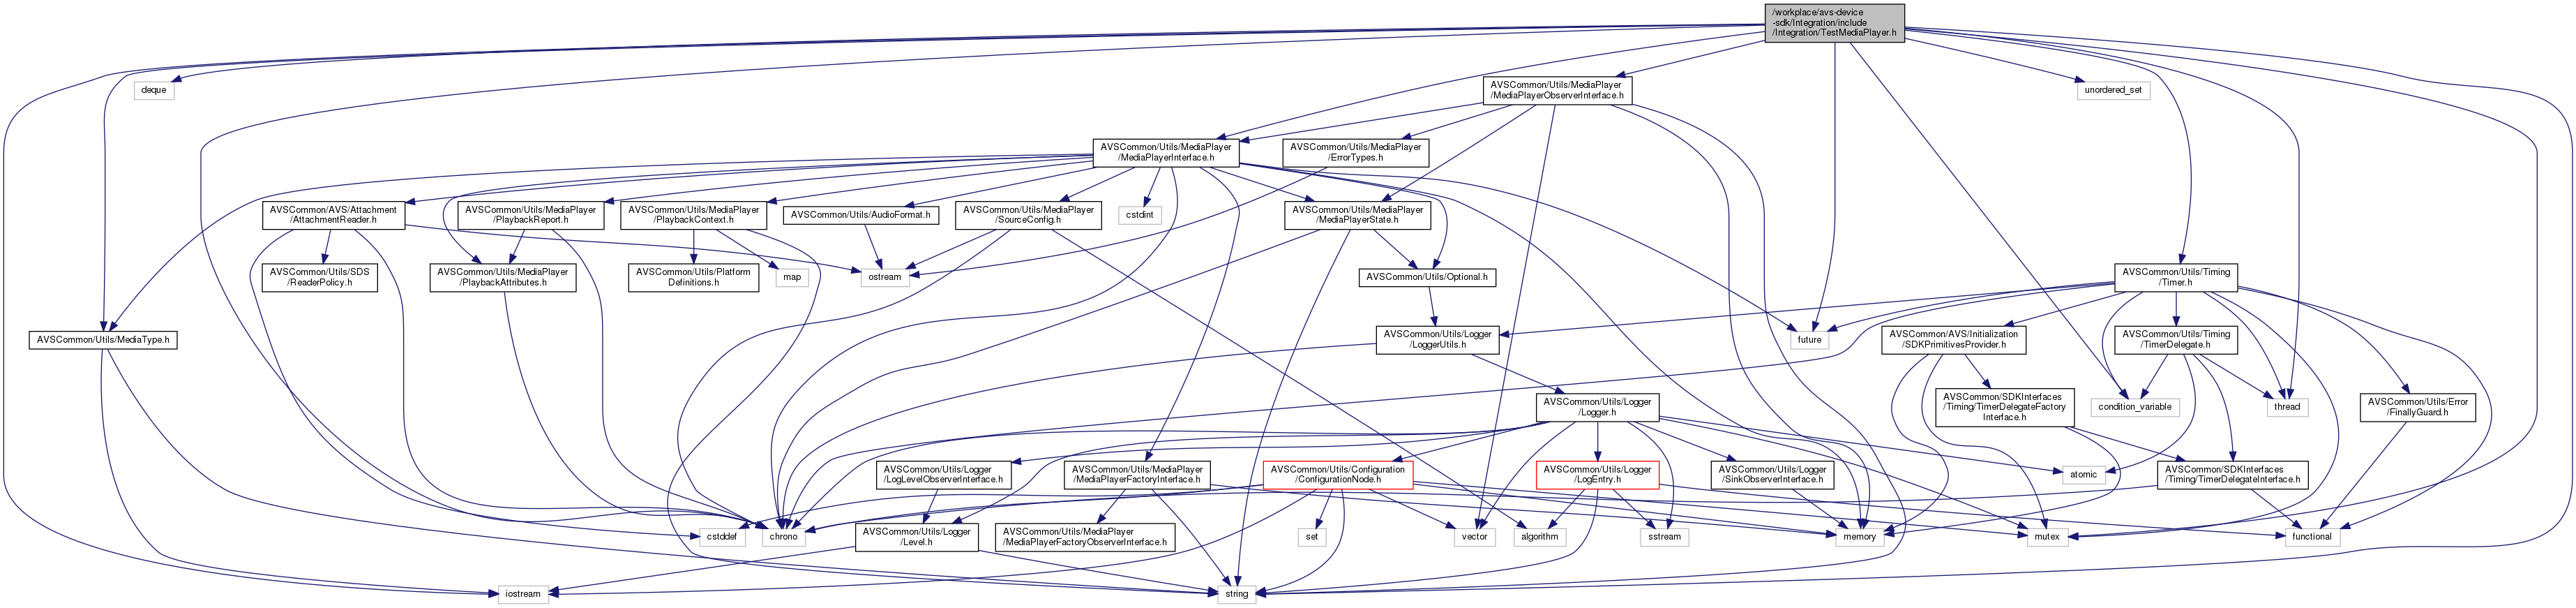 /workplace/avs-device
-sdk/Integration/include
/Integration/TestMediaPlayer.h
deque
AVSCommon/Utils/MediaPlayer
/MediaPlayerObserverInterface.h
unordered_set
AVSCommon/Utils/MediaPlayer
/MediaPlayerInterface.h
AVSCommon/Utils/MediaPlayer
/ErrorTypes.h
AVSCommon/AVS/Attachment
/AttachmentReader.h
AVSCommon/Utils/MediaPlayer
/PlaybackReport.h
AVSCommon/Utils/MediaPlayer
/PlaybackContext.h
AVSCommon/Utils/AudioFormat.h
AVSCommon/Utils/MediaPlayer
/SourceConfig.h
cstdint
AVSCommon/Utils/MediaPlayer
/MediaPlayerState.h
AVSCommon/Utils/SDS
/ReaderPolicy.h
AVSCommon/Utils/MediaPlayer
/PlaybackAttributes.h
AVSCommon/Utils/Platform
Definitions.h
map
ostream
AVSCommon/Utils/Optional.h
AVSCommon/Utils/Timing
/Timer.h
AVSCommon/Utils/MediaType.h
AVSCommon/Utils/Logger
/LoggerUtils.h
future
AVSCommon/AVS/Initialization
/SDKPrimitivesProvider.h
AVSCommon/Utils/Timing
/TimerDelegate.h
AVSCommon/Utils/Logger
/Logger.h
AVSCommon/SDKInterfaces
/Timing/TimerDelegateFactory
Interface.h
condition_variable
thread
AVSCommon/Utils/Error
/FinallyGuard.h
AVSCommon/Utils/Logger
/LogLevelObserverInterface.h
AVSCommon/Utils/MediaPlayer
/MediaPlayerFactoryInterface.h
AVSCommon/Utils/Configuration
/ConfigurationNode.h
AVSCommon/Utils/Logger
/LogEntry.h
AVSCommon/Utils/Logger
/SinkObserverInterface.h
atomic
AVSCommon/SDKInterfaces
/Timing/TimerDelegateInterface.h
cstddef
chrono
AVSCommon/Utils/Logger
/Level.h
AVSCommon/Utils/MediaPlayer
/MediaPlayerFactoryObserverInterface.h
set
vector
algorithm
sstream
memory
mutex
functional
iostream
string